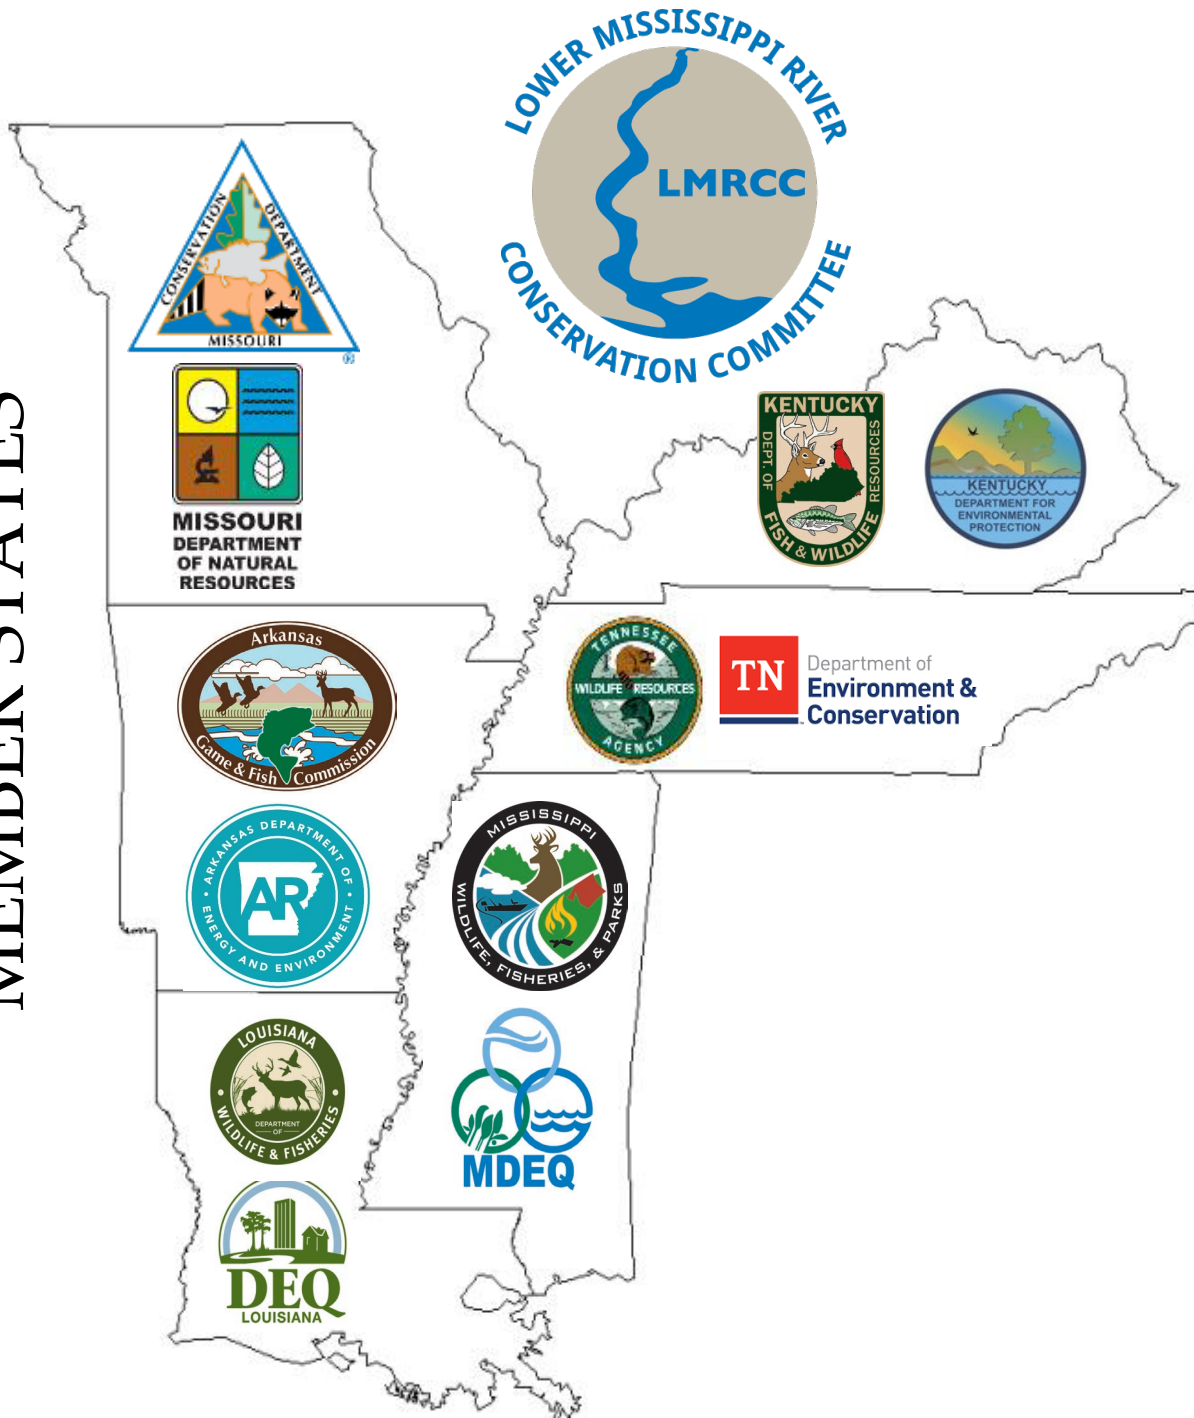 MEMBER STATES
LOWER MISSISSIPPI RIVER
LMRCC
CONSERVATION COMMITTEE
CONSERVATION
DEPARTMENT
MISSOURI
®
MISSOURI
DEPARTMENT
OF NATURAL
RESOURCES
KENTUCKY
DEPT. OF
RESOURCES
FISH & WILDLIFE
KENTUCKY
DEPARTMENT FOR
ENVIRONMENTAL
PROTECTION
TENNESSEE
WILDLIFE RESOURCES
AGENCY
TN
Department of
Environment &
Conservation
Arkansas
Game & Fish Commission
ARKANSAS DEPARTMENT OF
AR
ENERGY AND ENVIRONMENT
MISSISSIPPI
WILDLIFE, FISHERIES, & PARKS
LOUISIANA
DEPARTMENT
OF
WILDLIFE & FISHERIES
MDEQ
DEQ
LOUISIANA